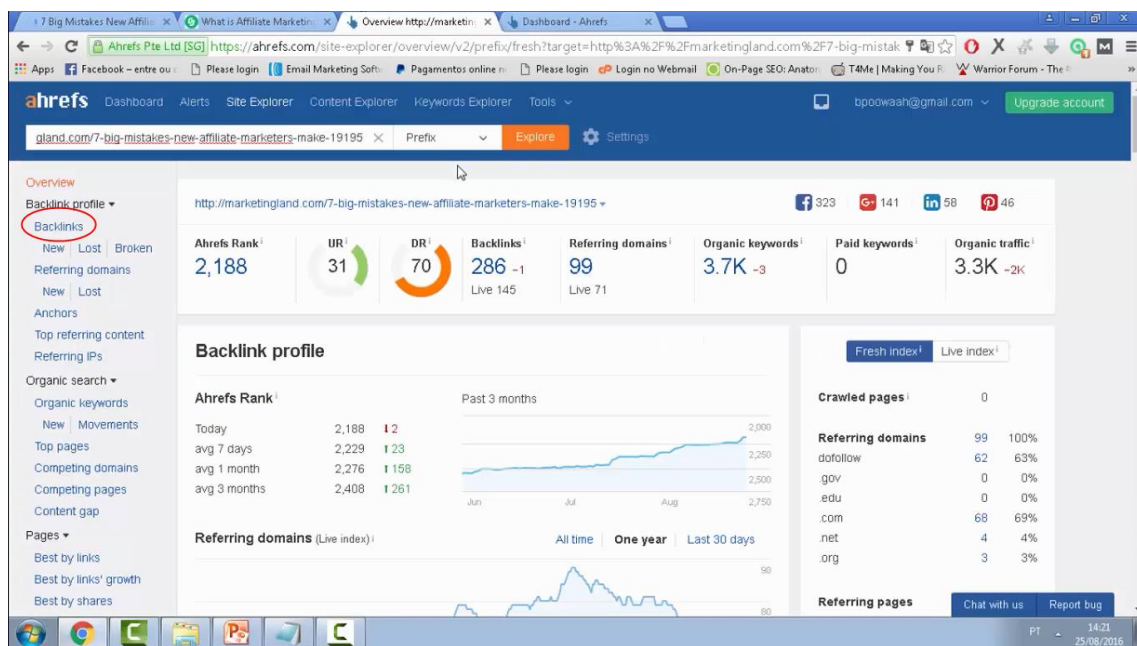 7 Big Mistakes New Affilia
What is Affiliate Marketin
Overview http://marketin
Dashboard - Ahrefs
Ahrefs Pte Ltd [SG] https://ahrefs.com/site-explorer/overview/v2/prefix/fresh?target=http%3A%2F%2Fmarketingland.com%2F7-big-mistak
Apps Facebook – entre ou Please login Email Marketing Softw Pagamentos online n Please login Login no Webmail On-Page SEO: Anaton T4Me | Making You R Warrior Forum - The
ahrefs Dashboard Alerts Site Explorer Content Explorer Keywords Explorer Tools bpoowaah@gmail.com Upgrade account
gland.com/7-big-mistakes-new-affiliate-marketers-make-19195 Prefix Explore Settings
Overview
Backlink profile
Backlinks
New Lost Broken
Referring domains
New Lost
Anchors
Top referring content
Referring IPs
Organic search
Organic keywords
New Movements
Top pages
Competing domains
Competing pages
Content gap
Pages
Best by links
Best by links' growth
Best by shares
http://marketingland.com/7-big-mistakes-new-affiliate-marketers-make-19195 323 G+ 141 in 58 46
Ahrefs Rank UR DR Backlinks Referring domains Organic keywords Paid keywords Organic traffic
2,188 31 70 286 -1 99 3.7K -3 0 3.3K -2K
Live 145 Live 71
Backlink profile
Ahrefs Rank Past 3 months
Today 2,188 2
avg 7 days 2,229 23
avg 1 month 2,276 158
avg 3 months 2,408 261
2,000
2,250
2,500
2,750
Jun Jul Aug
Referring domains (Live index) All time One year Last 30 days
90
80
Fresh index Live index
Crawled pages 0
Referring domains 99 100%
dofollow 62 63%
.gov 0 0%
.edu 0 0%
.com 68 69%
.net 4 4%
.org 3 3%
Referring pages
Chat with us Report bug
PT 14:21
25/08/2016